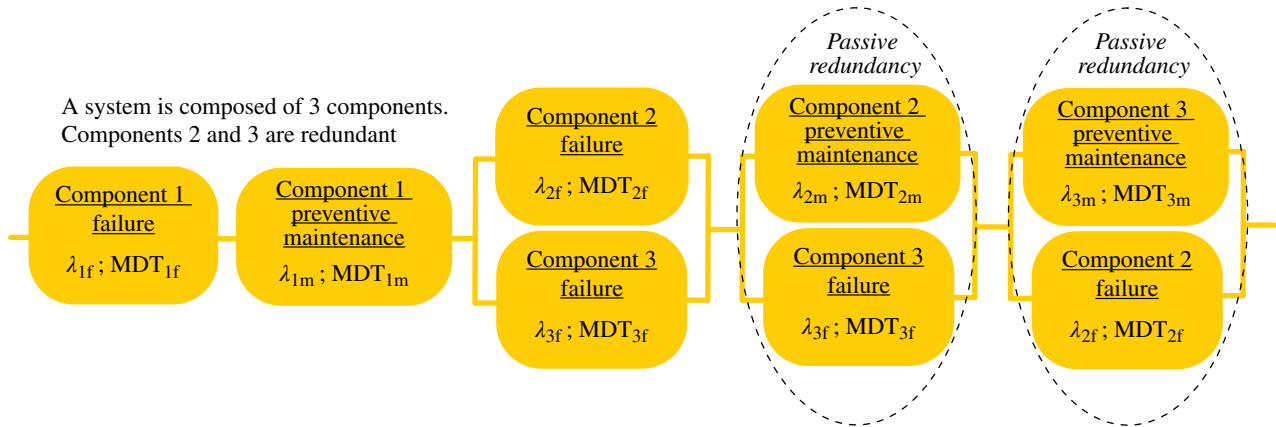 A system is composed of 3 components.
Components 2 and 3 are redundant
Component 1
failure
λ1f ; MDT1f
Component 1
preventive
maintenance
λ1m ; MDT1m
Component 2
failure
λ2f ; MDT2f
Component 3
failure
λ3f ; MDT3f
Passive
redundancy
Component 2
preventive
maintenance
λ2m ; MDT2m
Component 3
failure
λ3f ; MDT3f
Passive
redundancy
Component 3
preventive
maintenance
λ3m ; MDT3m
Component 2
failure
λ2f ; MDT2f